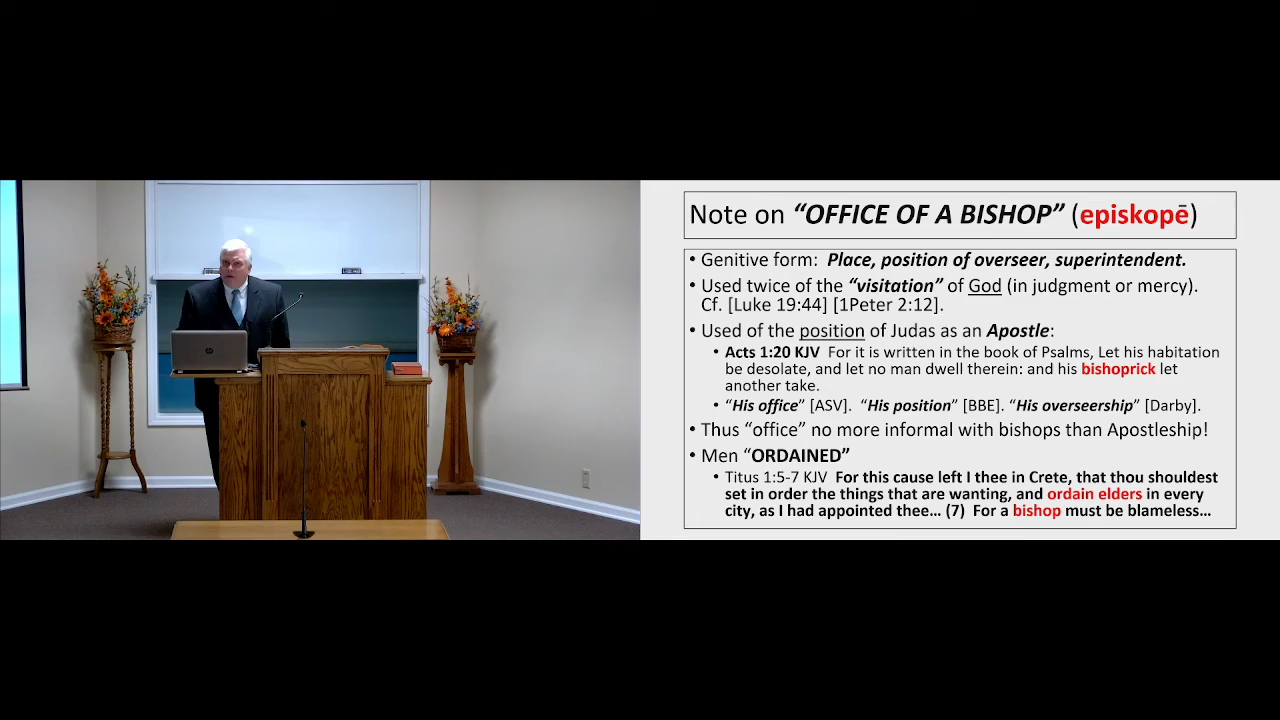 Note on “OFFICE OF A BISHOP” (episkopē)
• Genitive form: Place, position of overseer, superintendent.
• Used twice of the “visitation” of God (in judgment or mercy).
Cf. [Luke 19:44] [1Peter 2:12].
• Used of the position of Judas as an Apostle:
• Acts 1:20 KJV For it is written in the book of Psalms, Let his habitation
be desolate, and let no man dwell therein: and his bishoprick let
another take.
• “His office” [ASV]. “His position” [BBE]. “His overseership” [Darby].
• Thus “office” no more informal with bishops than Apostleship!
• Men “ORDAINED”
• Titus 1:5-7 KJV For this cause left I thee in Crete, that thou shouldest
set in order the things that are wanting, and ordain elders in every
city, as I had appointed thee… (7) For a bishop must be blameless…
hp